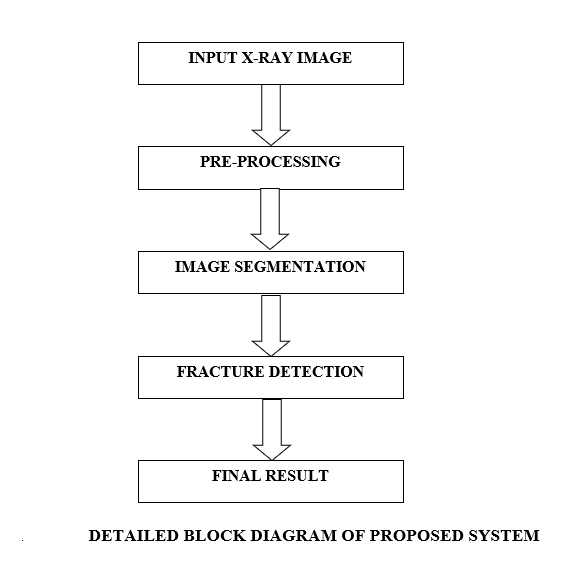 INPUT X-RAY IMAGE
PRE-PROCESSING
IMAGE SEGMENTATION
FRACTURE DETECTION
FINAL RESULT
. DETAILED BLOCK DIAGRAM OF PROPOSED SYSTEM